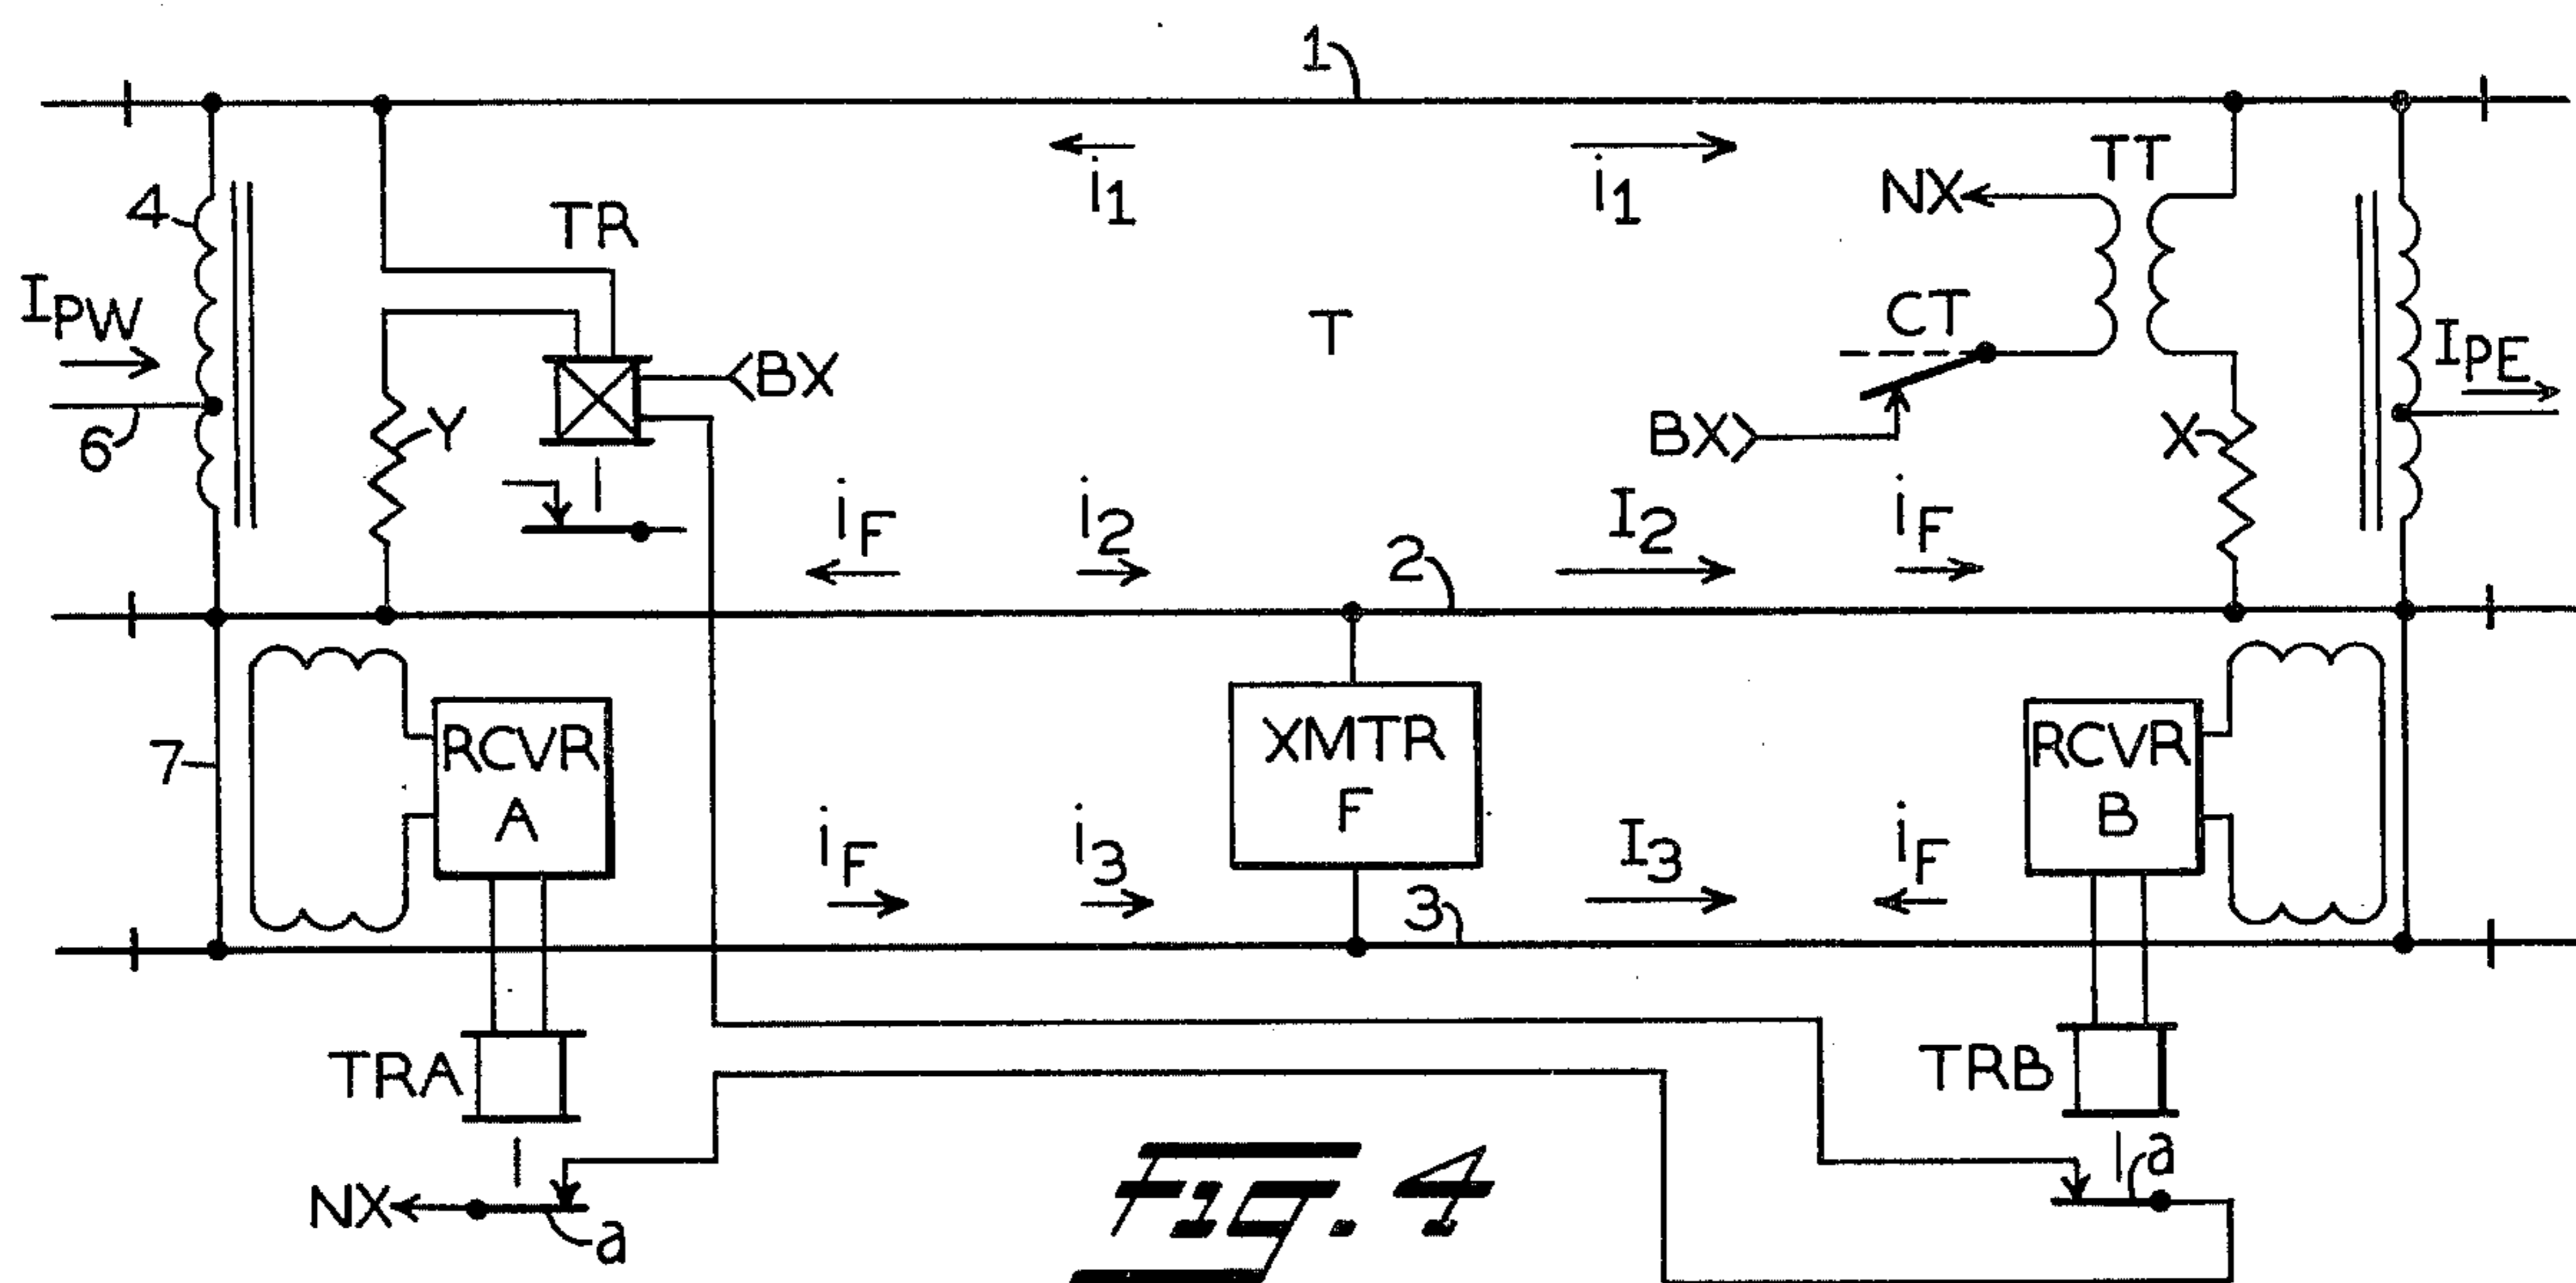 1
i1
i1
TT
NX
4
TR
IPW
T
CT
IPE
BX
Y
BX
X
6
iF
i2
I2
iF
2
RCVR
A
XMTR
F
RCVR
B
7
iF
i3
I3
iF
3
TRA
TRB
a
NX
a
Fig. 4